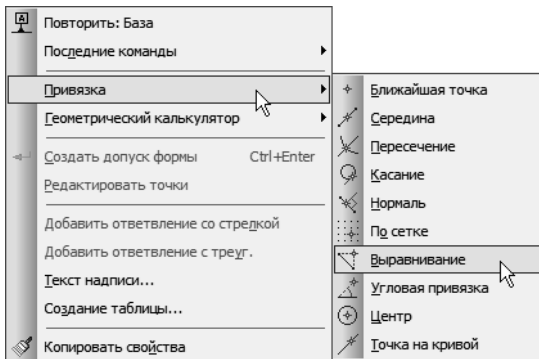 Повторить: База
Последние команды
Привязка
Геометрический калькулятор
Создать допуск формы Ctrl+Enter
Редактировать точки
Добавить ответвление со стрелкой
Добавить ответвление с треуг.
Текст надписи...
Создание таблицы...
Копировать свойства
Ближайшая точка
Середина
Пересечение
Касание
Нормаль
По сетке
Выравнивание
Угловая привязка
Центр
Точка на кривой